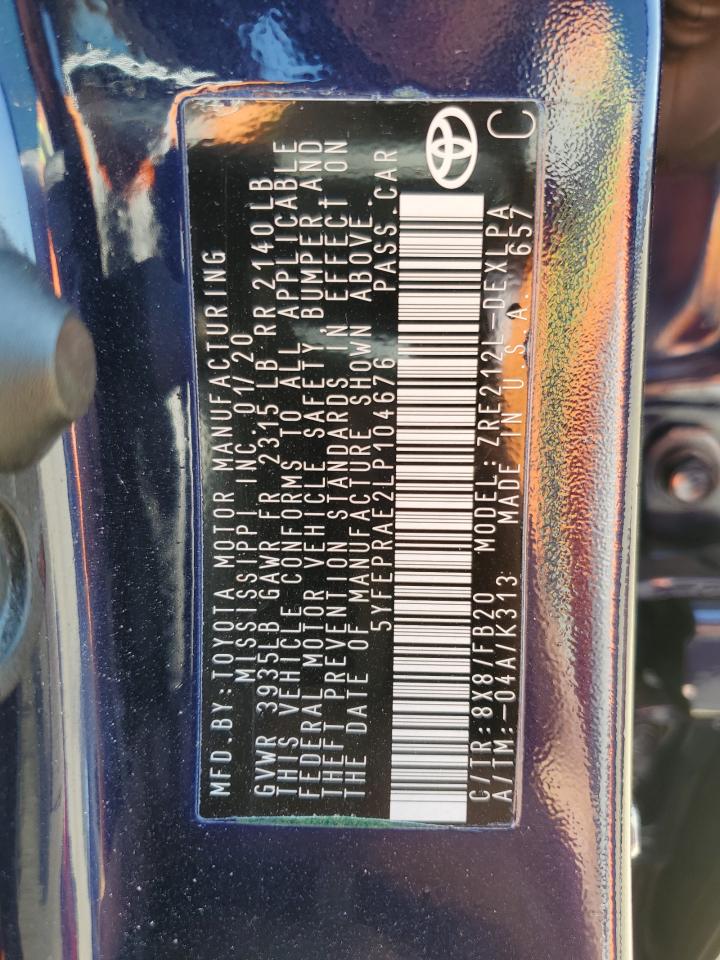 MFD.BY:TOYOTA MOTOR MANUFACTURING
MISSISSIPPI INC. 01/20
GVWR 3935LB GAWR FR 2315 LB RR 2140LB
THIS VEHICLE CONFORMS TO ALL APPLICABLE
FEDERAL MOTOR VEHICLE SAFETY BUMPER,AND
THEFT PREVENTION STANDARDS IN EFFECT ON
THE DATE OF MANUFACTURE SHOWN ABOVE.
5YFEPRAE2LP104676 PASS.CAR
C/TR:8X8/FB20 MODEL:ZRE212L-DEXLPA
A/TM:-04A/K313 MADE IN U.S.A. 657 C